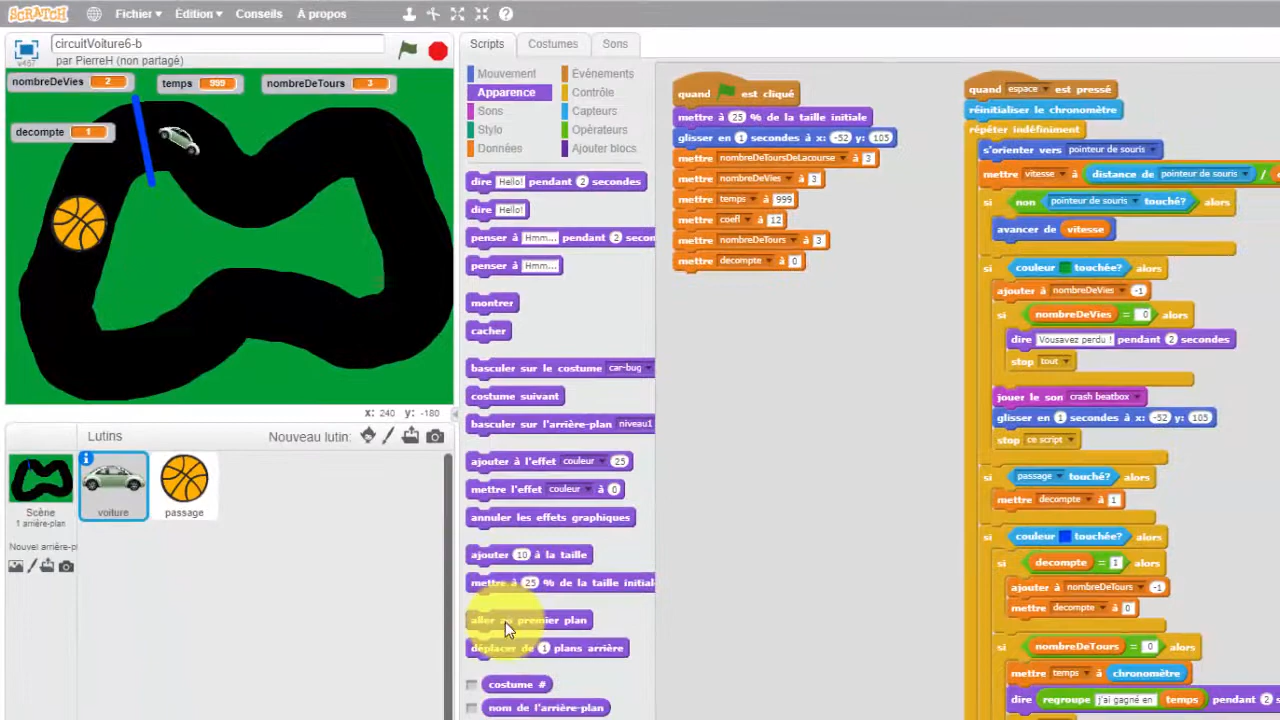 SCRATCH Fichier Édition Conseils À propos
v457 circuitVoiture6-b
par PierreH (non partagé)
nombreDeVies 2 temps 999 nombreDeTours 3
decompte 1
x: 240 y: -180
Lutins Nouveau lutin:
Scène
1 arrière-plan
Nouvel arrière-p
voiture
passage
Scripts Costumes Sons
Mouvement Evènements
Apparence Contrôle
Sons Capteurs
Stylo Opérateurs
Données Ajouter blocs
dire Hello! pendant 2 secondes
dire Hello!
penser à Hmm... pendant 2 secon
penser à Hmm...
montrer
cacher
basculer sur le costume car-bug
costume suivant
basculer sur l'arrière-plan niveau1
ajouter à l'effet couleur 25
mettre l'effet couleur à 0
annuler les effets graphiques
ajouter 10 à la taille
mettre à 25 % de la taille initial
aller au premier plan
déplacer de 1 plans arrière
costume #
nom de l'arrière-plan
quand est cliqué
mettre à 25 % de la taille initiale
glisser en 1 secondes à x: -52 y: 105
mettre nombreDeToursDeLacourse à 3
mettre nombreDeVies à 3
mettre temps à 999
mettre coefl à 12
mettre nombreDeTours à 3
mettre decompte à 0
quand espace est pressé
réinitialiser le chronomètre
répéter indéfiniment
s'orienter vers pointeur de souris
mettre vitesse à distance de pointeur de souris /
si non pointeur de souris touché? alors
avancer de vitesse
si couleur touchée? alors
ajouter à nombreDeVies -1
si nombreDeVies = 0 alors
dire Vousavez perdu ! pendant 2 secondes
stop tout
jouer le son crash beatbox
glisser en 1 secondes à x: -52 y: 105
stop ce script
si passage touché? alors
mettre decompte à 1
si couleur touchée? alors
si decompte = 1 alors
ajouter à nombreDeTours -1
mettre decompte à 0
si nombreDeTours = 0 alors
mettre temps à chronomètre
dire regroupe j'ai gagné en temps pendant 2 s